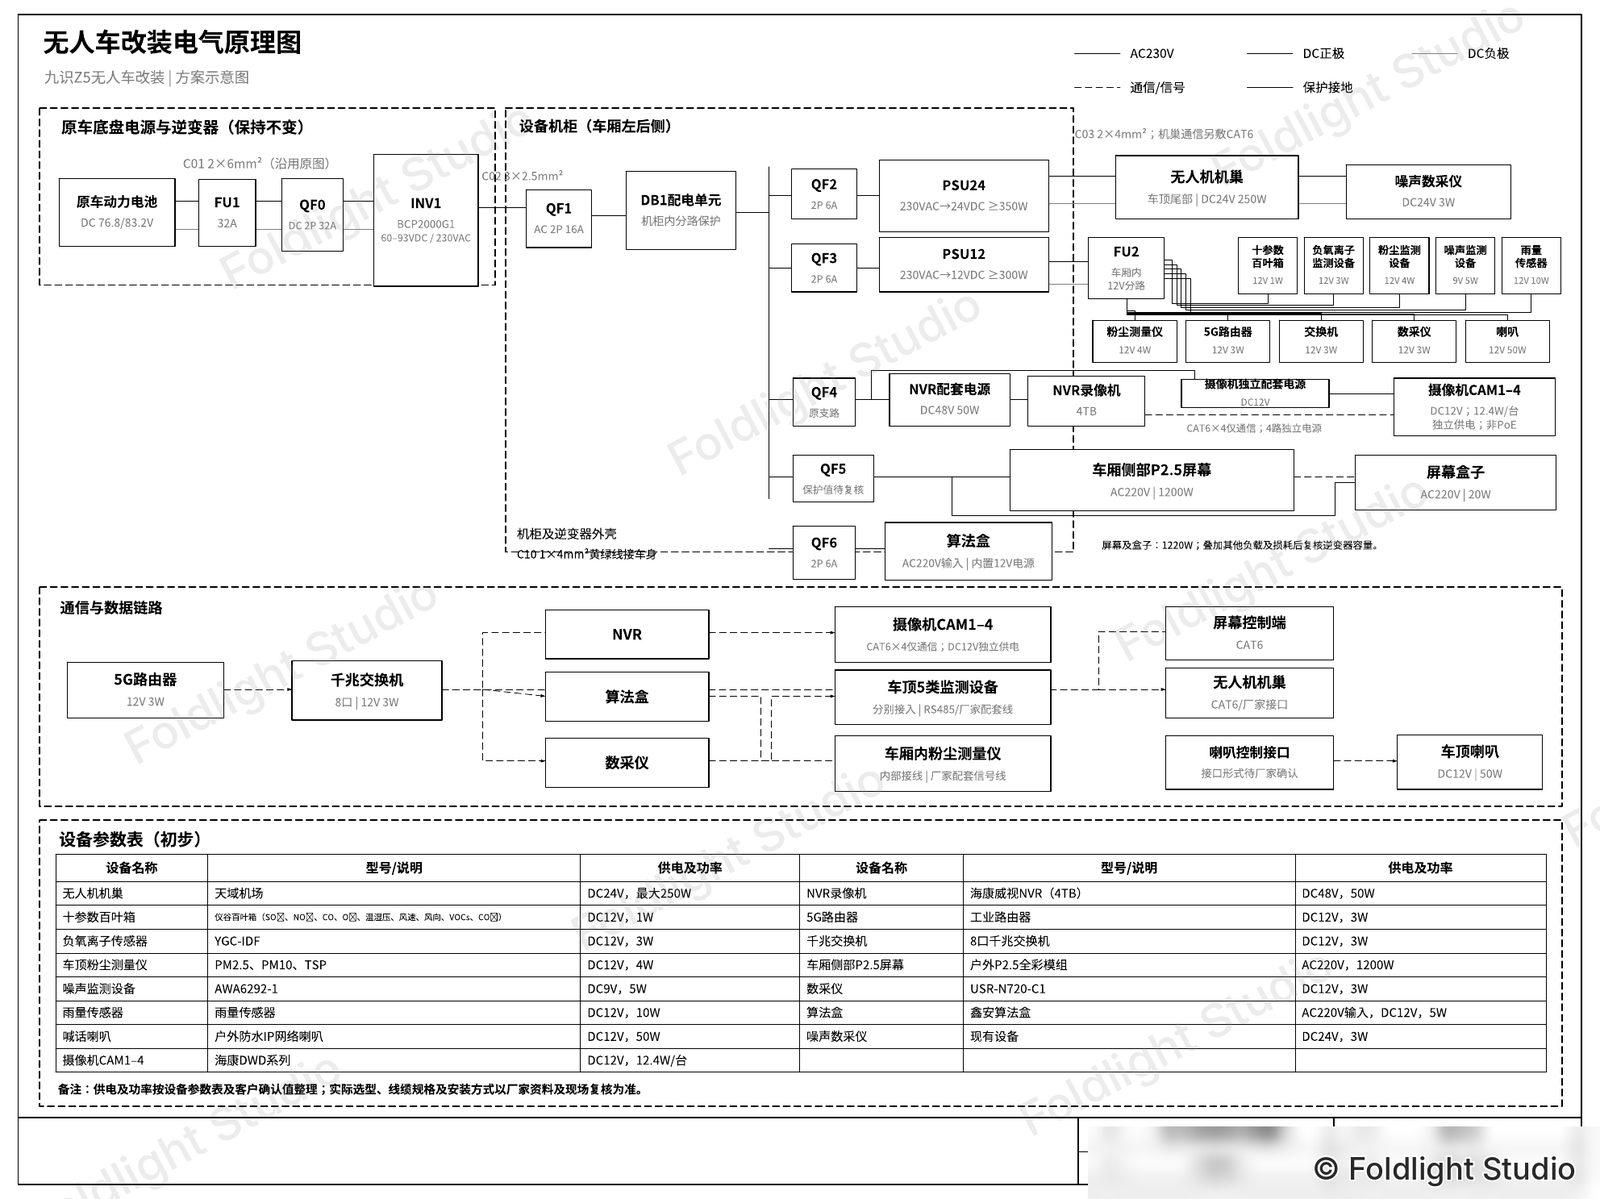 无人车改装电气原理图
九识Z5无人车改装 | 方案示意图
AC230V
DC正极
DC负极
通信/信号
保护接地
原车底盘电源与逆变器（保持不变）
C01 2×6mm²（沿用原图）
原车动力电池
DC 76.8/83.2V
FU1
32A
QF0
DC 2P 32A
INV1
BCP2000G1
60–93VDC / 230VAC
设备机柜（车厢左后侧）
C02 3×2.5mm²
QF1
AC 2P 16A
DB1配电单元
机柜内分路保护
QF2
2P 6A
PSU24
230VAC→24VDC ≥350W
C03 2×4mm²；机巢通信另敷CAT6
无人机机巢
车顶尾部 | DC24V 250W
噪声数采仪
DC24V 3W
QF3
2P 6A
PSU12
230VAC→12VDC ≥300W
FU2
车厢内
12V分路
十参数
百叶箱
12V 1W
负氧离子
监测设备
12V 3W
粉尘监测
设备
12V 4W
噪声监测
设备
9V 5W
雨量
传感器
12V 10W
粉尘测量仪
12V 4W
5G路由器
12V 3W
交换机
12V 3W
数采仪
12V 3W
喇叭
12V 50W
QF4
原支路
NVR配套电源
DC48V 50W
NVR录像机
4TB
摄像机独立配套电源
DC12V
CAT6×4仅通信；4路独立电源
摄像机CAM1–4
DC12V；12.4W/台
独立供电；非PoE
QF5
保护值待复核
车厢侧部P2.5屏幕
AC220V | 1200W
屏幕盒子
AC220V | 20W
机柜及逆变器外壳
C10 1×4mm²黄绿线接车身
QF6
2P 6A
算法盒
AC220V输入 | 内置12V电源
屏幕及盒子：1220W；叠加其他负载及损耗后复核逆变器容量。
通信与数据链路
5G路由器
12V 3W
千兆交换机
8口 | 12V 3W
NVR
算法盒
数采仪
摄像机CAM1–4
CAT6×4仅通信；DC12V独立供电
车顶5类监测设备
分别接入 | RS485/厂家配套线
车厢内粉尘测量仪
内部接线 | 厂家配套信号线
屏幕控制端
CAT6
无人机机巢
CAT6/厂家接口
喇叭控制接口
接口形式待厂家确认
车顶喇叭
DC12V | 50W
设备参数表（初步）
设备名称 型号/说明 供电及功率 设备名称 型号/说明 供电及功率
无人机机巢 天域机场 DC24V，最大250W NVR录像机 海康威视NVR（4TB） DC48V，50W
十参数百叶箱 仪谷百叶箱（SO☒、NO☒、CO、O☒、温湿压、风速、风向、VOCs、CO☒） DC12V，1W 5G路由器 工业路由器 DC12V，3W
负氧离子传感器 YGC-IDF DC12V，3W 千兆交换机 8口千兆交换机 DC12V，3W
车顶粉尘测量仪 PM2.5、PM10、TSP DC12V，4W 车厢侧部P2.5屏幕 户外P2.5全彩模组 AC220V，1200W
噪声监测设备 AWA6292-1 DC9V，5W 数采仪 USR-N720-C1 DC12V，3W
雨量传感器 雨量传感器 DC12V，10W 算法盒 鑫安算法盒 AC220V输入，DC12V，5W
喊话喇叭 户外防水IP网络喇叭 DC12V，50W 噪声数采仪 现有设备 DC24V，3W
摄像机CAM1–4 海康DWD系列 DC12V，12.4W/台
备注：供电及功率按设备参数表及客户确认值整理；实际选型、线缆规格及安装方式以厂家资料及现场复核为准。
© Foldlight Studio
Foldlight Studio
Foldlight Studio
Foldlight Studio
Foldlight Studio
Foldlight Studio
Foldlight Studio
Foldlight Studio
Foldlight Studio
Foldlight Studio